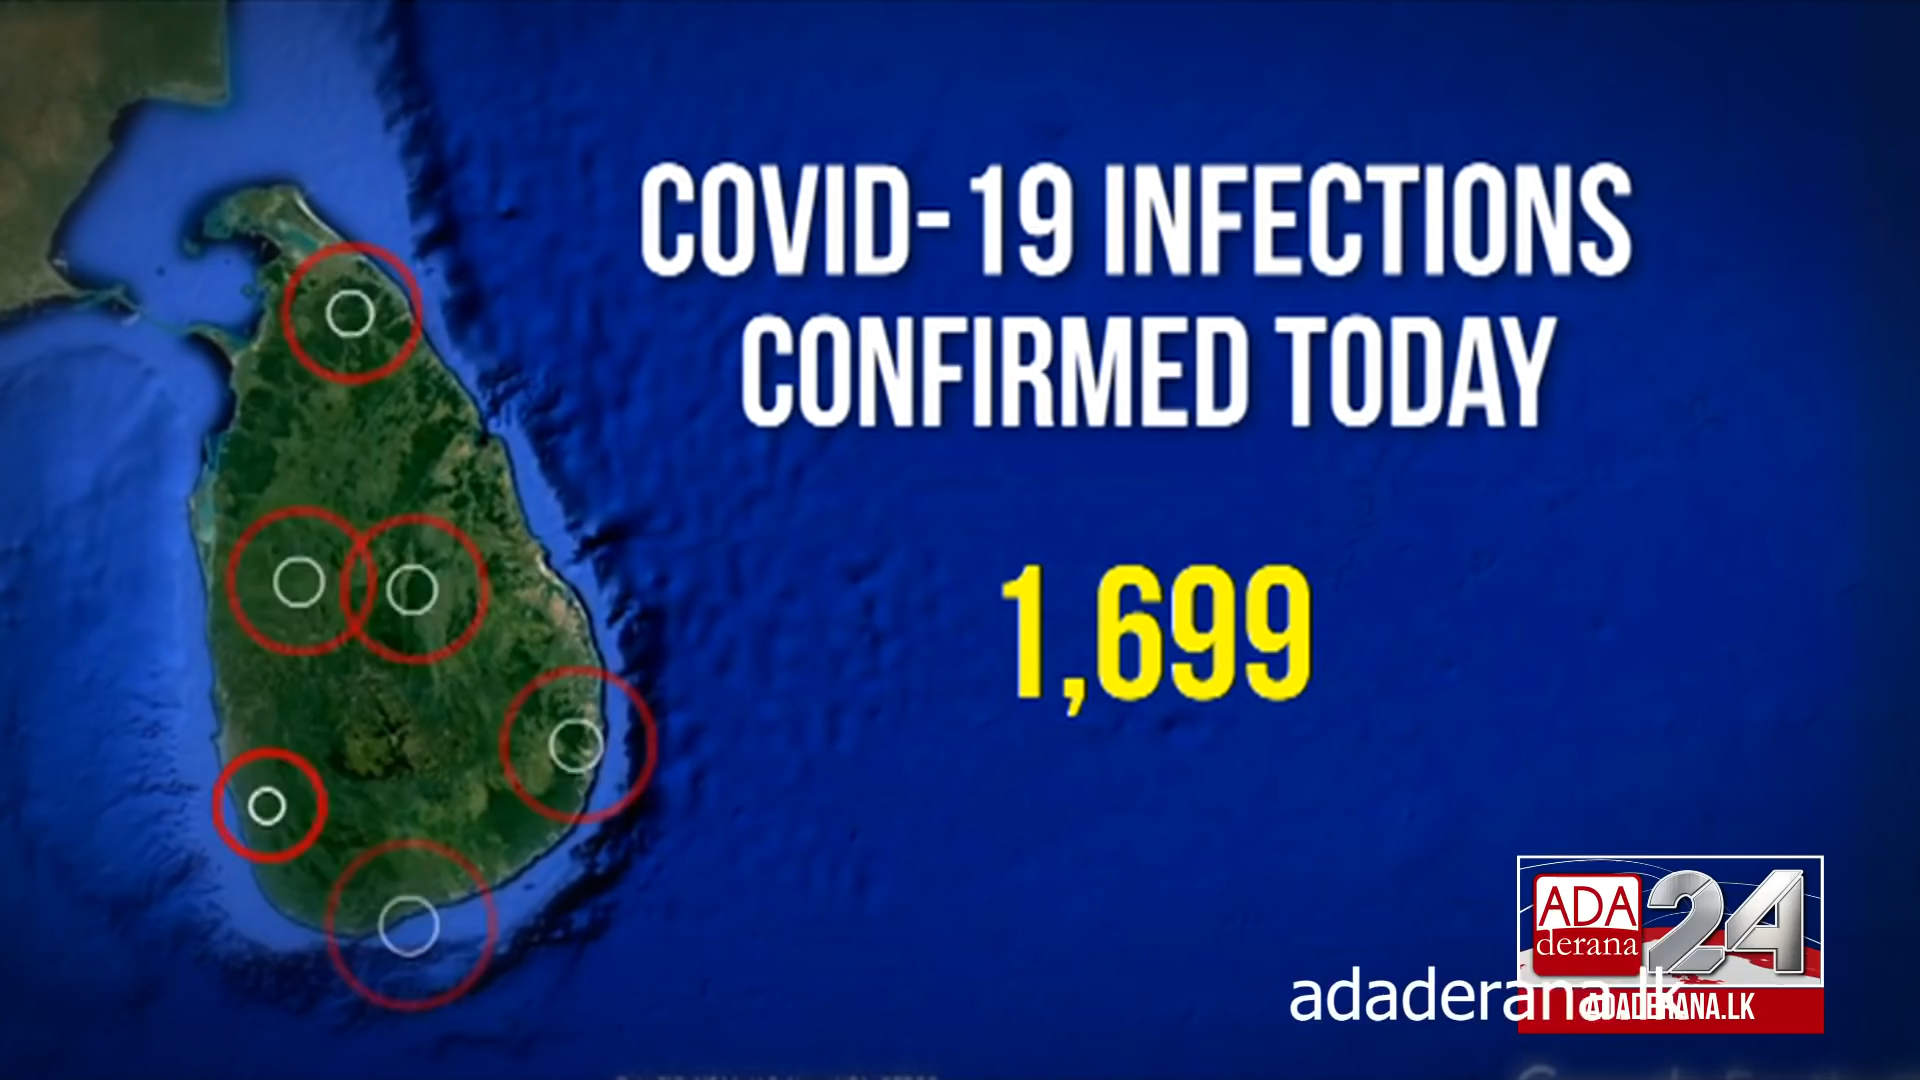 COVID-19 INFECTIONS
CONFIRMED TODAY
1,699
ADA
derana
24
adaderana.lk
ADADERANA.LK